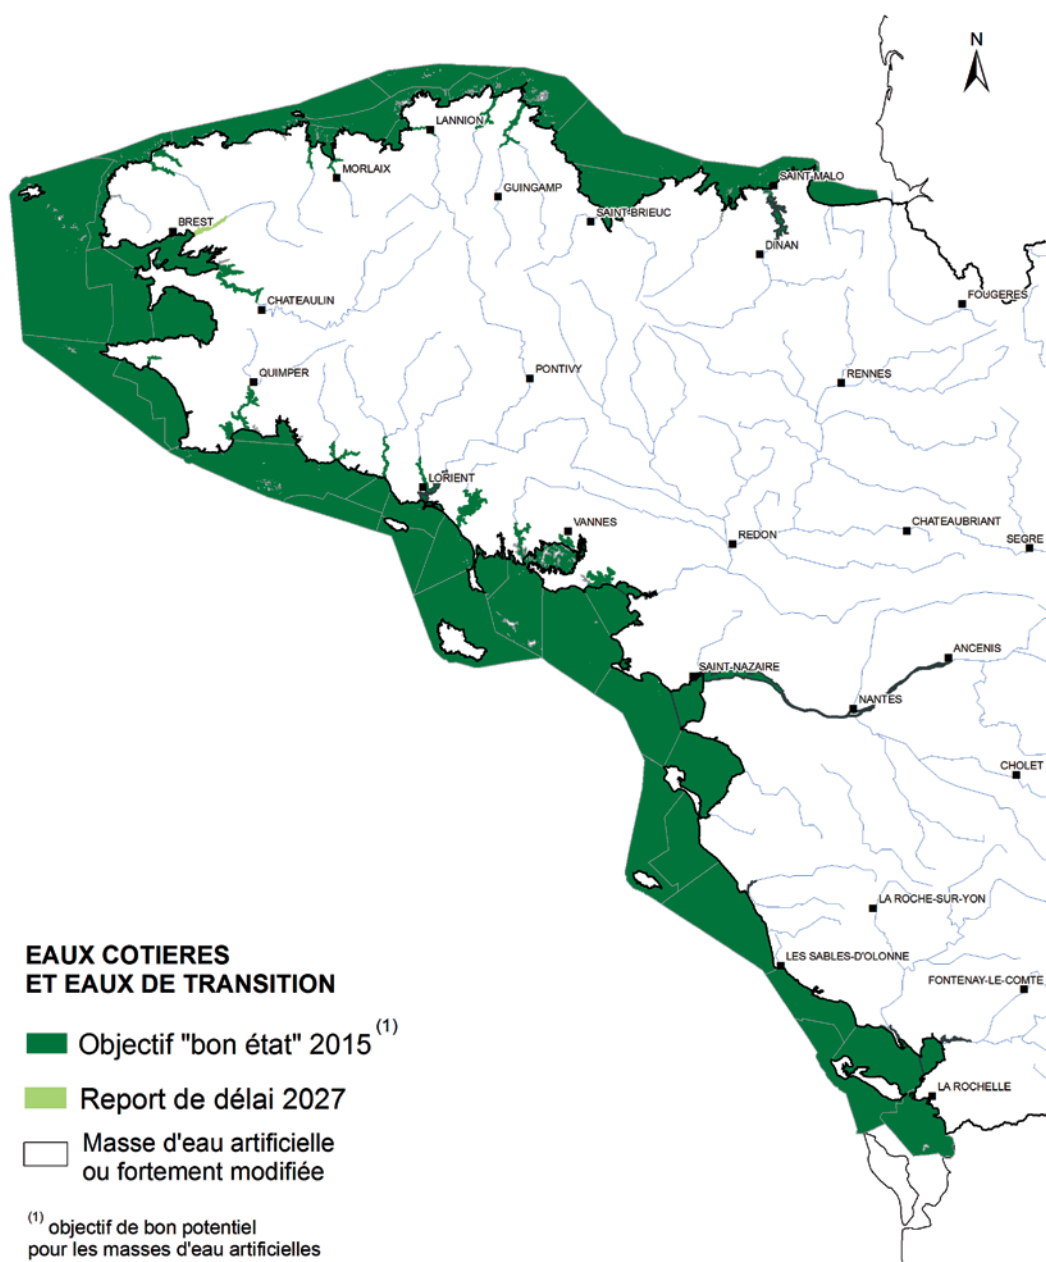 N
LANNION
MORLAIX
GUINGAMP
SAINT-MALO
SAINT-BRIEUC
BREST
DINAN
CHATEAULIN
FOUGERES
QUIMPER
PONTIVY
RENNES
LORIENT
VANNES
REDON
CHATEAUBRIANT
SEGRE
ANCENIS
SAINT-NAZAIRE
NANTES
CHOLET
LA ROCHE-SUR-YON
LES SABLES-D'OLONNE
FONTENAY-LE-COMTE
LA ROCHELLE
EAUX COTIERES
ET EAUX DE TRANSITION
Objectif "bon état" 2015 (1)
Report de délai 2027
Masse d'eau artificielle
ou fortement modifiée
(1) objectif de bon potentiel
pour les masses d'eau artificielles